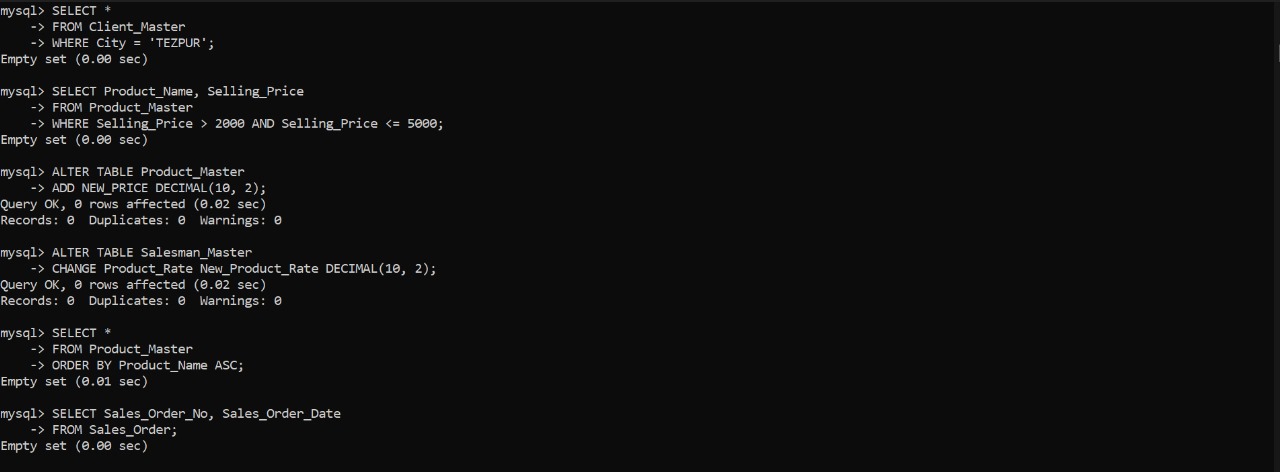 mysql> SELECT *
-> FROM Client_Master
-> WHERE City = 'TEZPUR';
Empty set (0.00 sec)
mysql> SELECT Product_Name, Selling_Price
-> FROM Product_Master
-> WHERE Selling_Price > 2000 AND Selling_Price <= 5000;
Empty set (0.00 sec)
mysql> ALTER TABLE Product_Master
-> ADD NEW_PRICE DECIMAL(10, 2);
Query OK, 0 rows affected (0.02 sec)
Records: 0  Duplicates: 0  Warnings: 0
mysql> ALTER TABLE Salesman_Master
-> CHANGE Product_Rate New_Product_Rate DECIMAL(10, 2);
Query OK, 0 rows affected (0.02 sec)
Records: 0  Duplicates: 0  Warnings: 0
mysql> SELECT *
-> FROM Product_Master
-> ORDER BY Product_Name ASC;
Empty set (0.01 sec)
mysql> SELECT Sales_Order_No, Sales_Order_Date
-> FROM Sales_Order;
Empty set (0.00 sec)